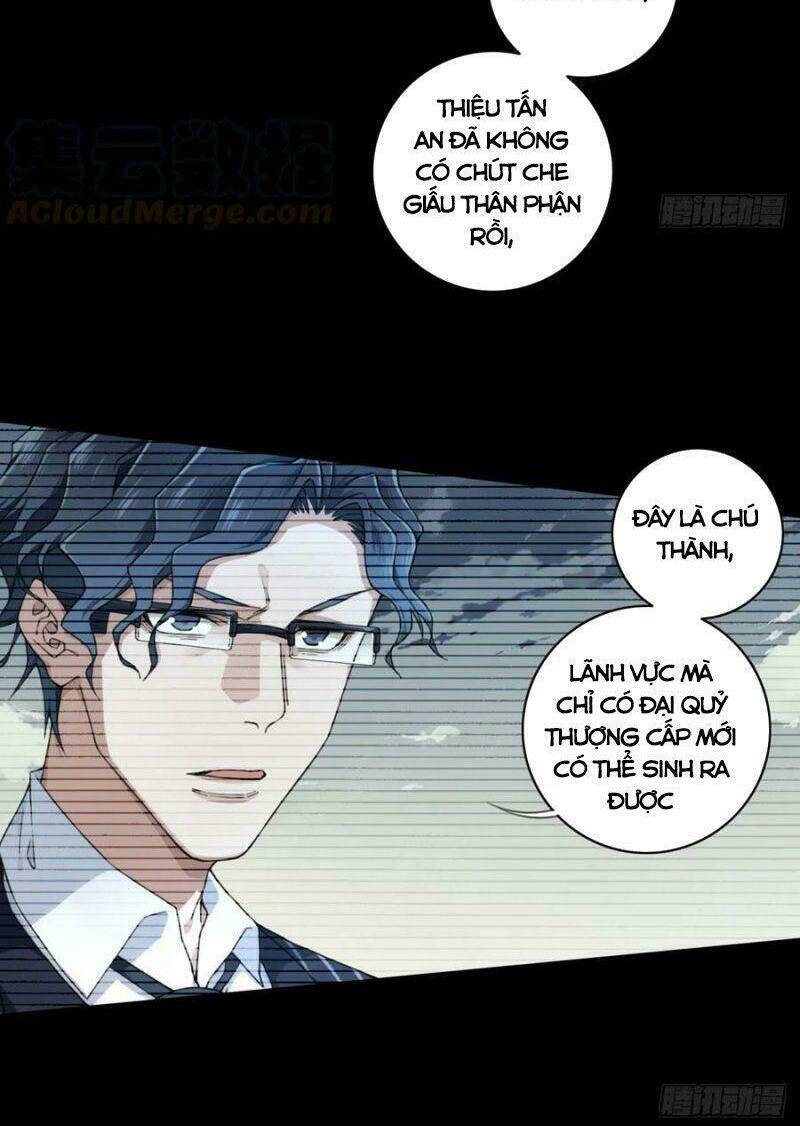 THIỆU TẤN
AN ĐÃ KHÔNG
CÓ CHÚT CHE
GIẤU THÂN PHẬN
RỒI,
集云数据
ACloudMerge.com
腾讯动漫
ĐÂY LÀ CHÚ
THÀNH,
LÃNH VỰC MÀ
CHỈ CÓ ĐẠI QUỶ
THƯỢNG CẤP MỚI
CÓ THỂ SINH RA
ĐƯỢC
腾讯动漫